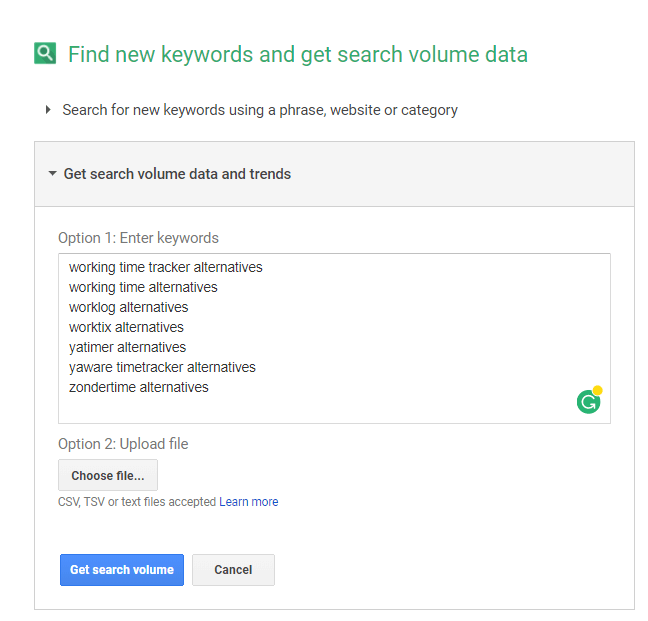 Find new keywords and get search volume data
Search for new keywords using a phrase, website or category
Get search volume data and trends
Option 1: Enter keywords
working time tracker alternatives
working time alternatives
worklog alternatives
worktix alternatives
yatimer alternatives
yaware timetracker alternatives
zondertime alternatives
Option 2: Upload file
Choose file...
CSV, TSV or text files accepted Learn more
Get search volume Cancel